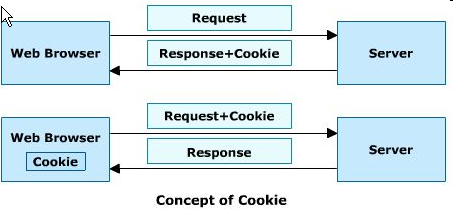 Request
Web Browser
Response+Cookie
Server
Request+Cookie
Web Browser
Cookie
Response
Server
Concept of Cookie